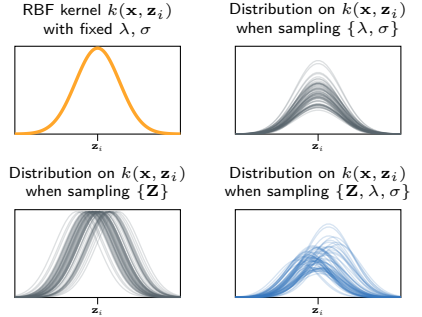 RBF kernel k(x, z_i)
with fixed λ, σ
z_i
Distribution on k(x, z_i)
when sampling {λ, σ}
z_i
Distribution on k(x, z_i)
when sampling {Z}
z_i
Distribution on k(x, z_i)
when sampling {Z, λ, σ}
z_i